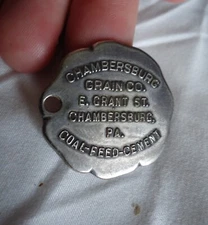 CHAMBERSBURG
GRAIN CO.
E. GRANT ST.
CHAMBERSBURG,
PA.
COAL-FEED-CEMENT